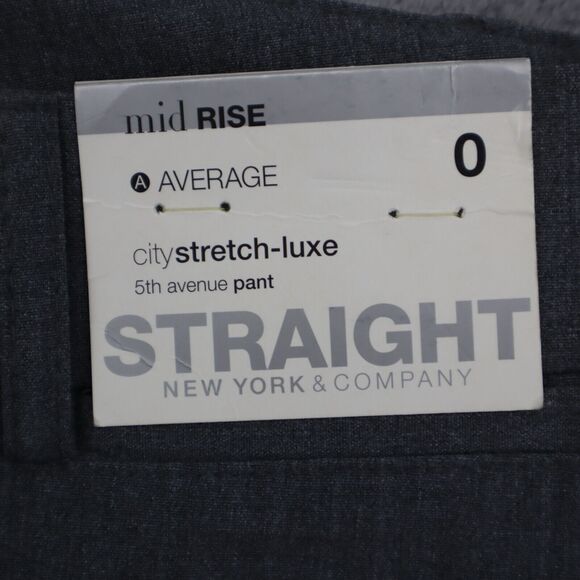 mid RISE
0
A AVERAGE
citystretch-luxe
5th avenue pant
STRAIGHT
NEW YORK & COMPANY